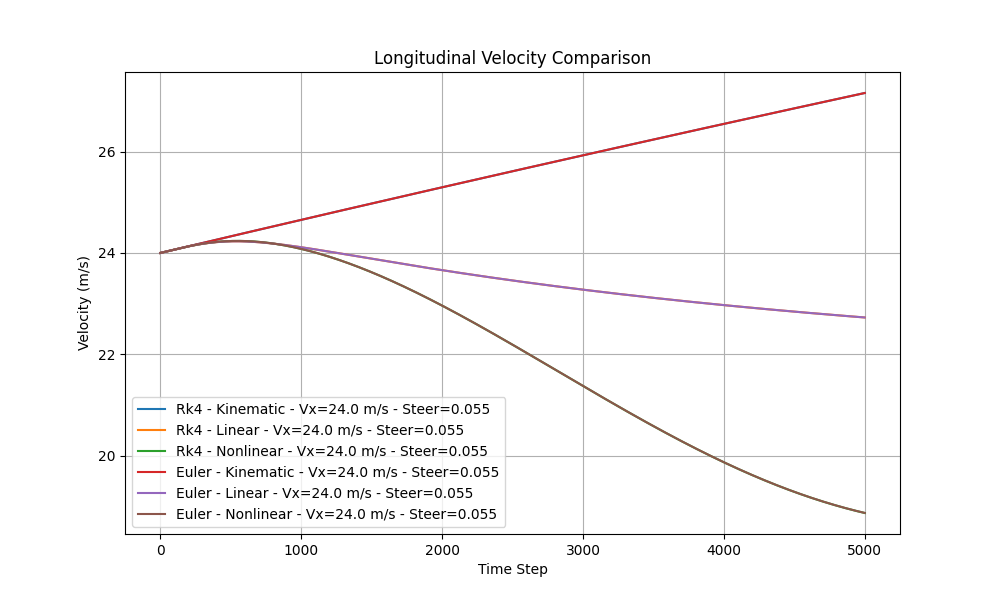 Longitudinal Velocity Comparison
Velocity (m/s)
26
24
22
20
Rk4 - Kinematic - Vx=24.0 m/s - Steer=0.055
Rk4 - Linear - Vx=24.0 m/s - Steer=0.055
Rk4 - Nonlinear - Vx=24.0 m/s - Steer=0.055
Euler - Kinematic - Vx=24.0 m/s - Steer=0.055
Euler - Linear - Vx=24.0 m/s - Steer=0.055
Euler - Nonlinear - Vx=24.0 m/s - Steer=0.055
0 1000 2000 3000 4000 5000
Time Step